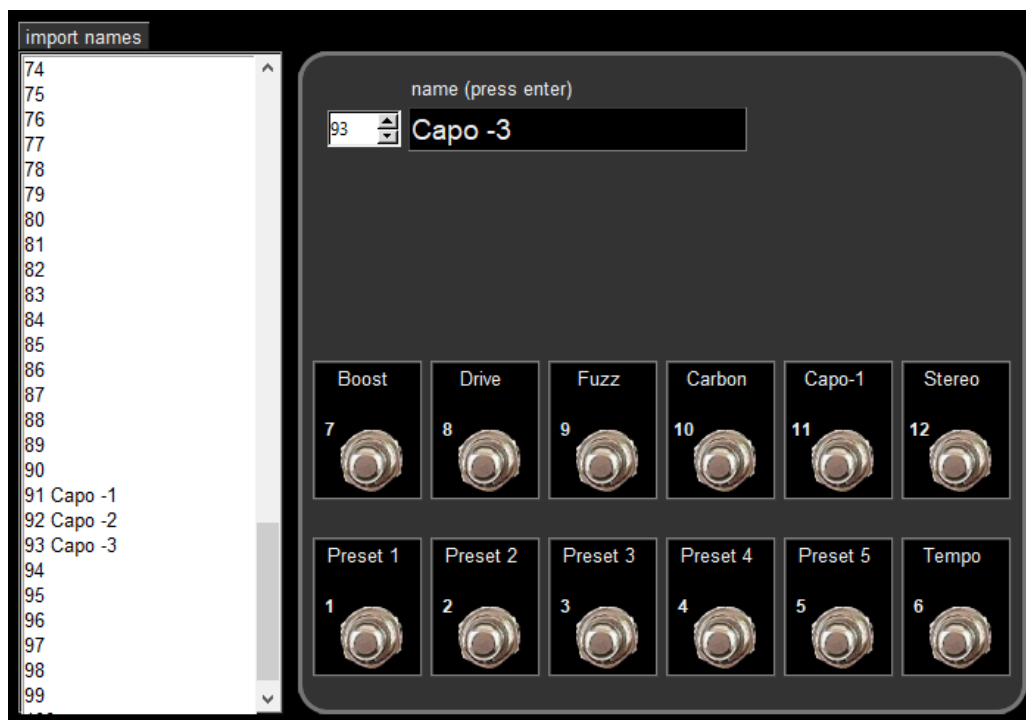 import names
74
75
76
77
78
79
80
81
82
83
84
85
86
87
88
89
90
91 Capo -1
92 Capo -2
93 Capo -3
94
95
96
97
98
99
name (press enter)
93 Capo -3
Boost Drive Fuzz Carbon Capo-1 Stereo
7 8 9 10 11 12
Preset 1 Preset 2 Preset 3 Preset 4 Preset 5 Tempo
1 2 3 4 5 6